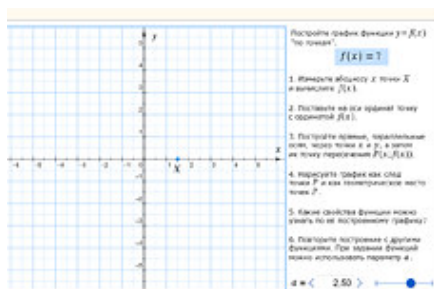 Постройте график функции y = f(x)
"по точкам".
f(x) = ?
1. Измерьте абсциссу x точки X
и вычислите f(x).
2. Поставьте на оси ординат точку
с ординатой f(x).
3. Постройте прямые, параллельные
осям, через точки x и y, а затем
их точку пересечения P(x, f(x)).
4. Нарисуйте график как след
точки P и как геометрическое место
точек P.
5. Какие свойства функции можно
узнать по её построенному графику?
6. Повторите построение с другими
функциями. При задании функций
можно использовать параметр a.
a = < 2.50 >
y
x
X